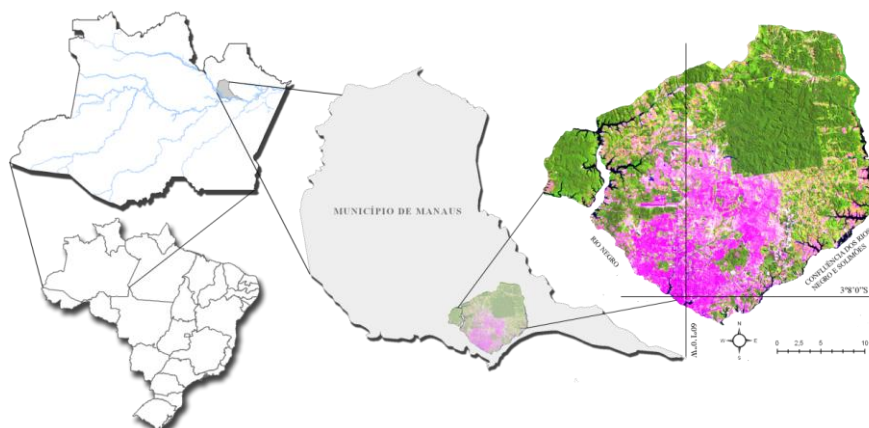 MUNICÍPIO DE MANAUS
RIO NEGRO
CONFLUÊNCIA DOS RIOS
NEGRO E SOLIMÕES
3°8'0"S
60°1'0"W
N
W
E
S
0 2,5 5 10